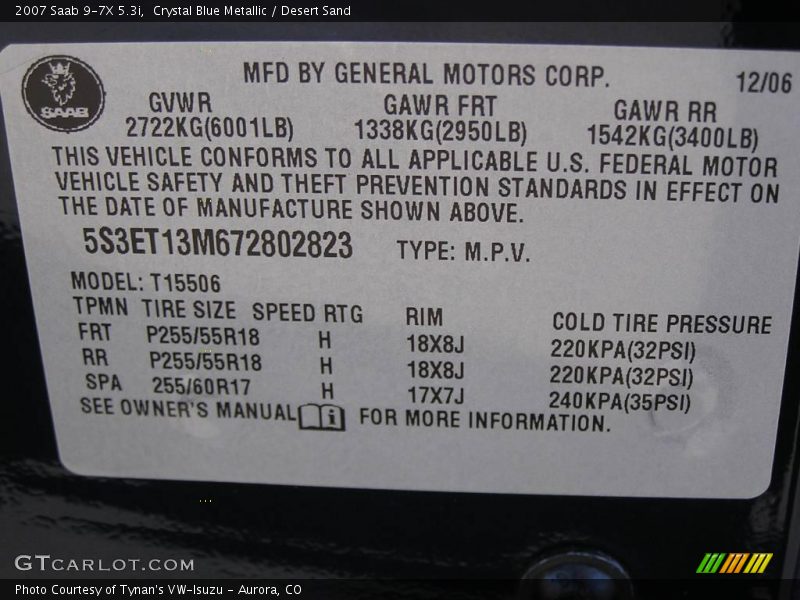 2007 Saab 9-7X 5.3i, Crystal Blue Metallic / Desert Sand
MFD BY GENERAL MOTORS CORP. 12/06
SAAB
GVWR GAWR FRT GAWR RR
2722KG(6001LB) 1338KG(2950LB) 1542KG(3400LB)
THIS VEHICLE CONFORMS TO ALL APPLICABLE U.S. FEDERAL MOTOR
VEHICLE SAFETY AND THEFT PREVENTION STANDARDS IN EFFECT ON
THE DATE OF MANUFACTURE SHOWN ABOVE.
5S3ET13M672802823 TYPE: M.P.V.
MODEL: T15506
TPMN TIRE SIZE SPEED RTG RIM COLD TIRE PRESSURE
FRT P255/55R18 H 18X8J 220KPA(32PSI)
RR P255/55R18 H 18X8J 220KPA(32PSI)
SPA 255/60R17 H 17X7J 240KPA(35PSI)
SEE OWNER'S MANUAL i FOR MORE INFORMATION.
GTCARLOT.COM
Photo Courtesy of Tynan's VW-Isuzu - Aurora, CO